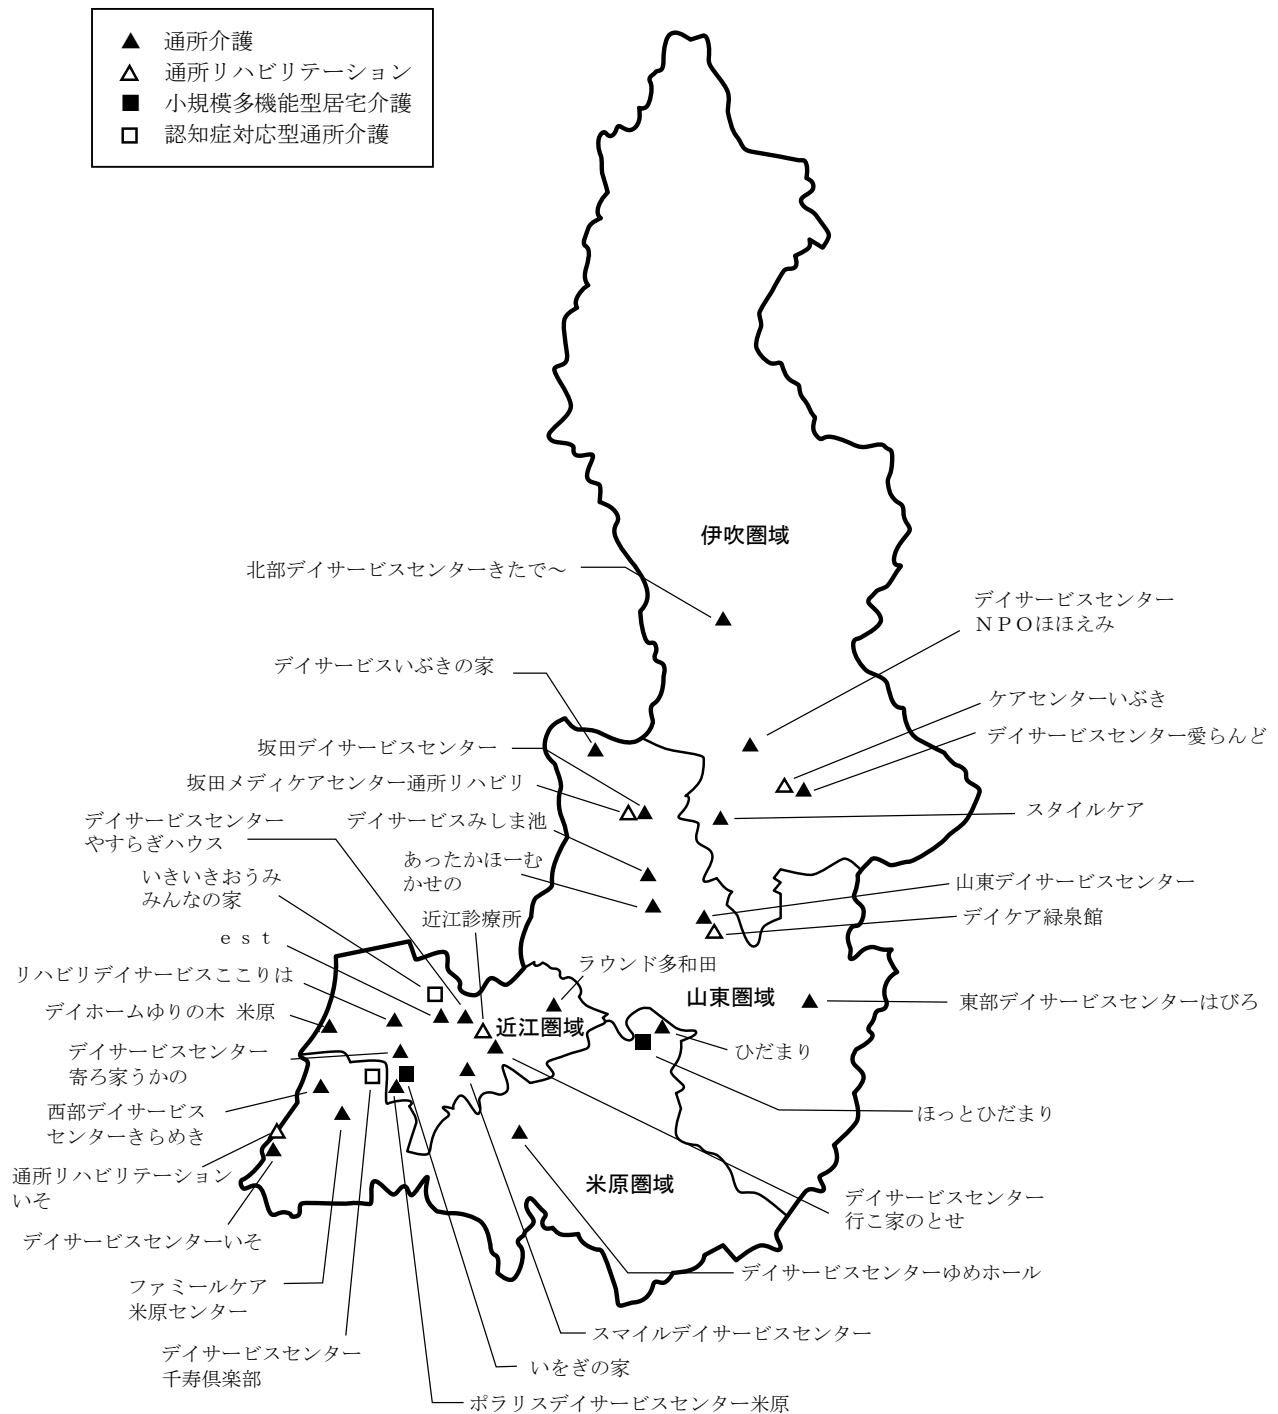 通所介護
通所リハビリテーション
小規模多機能型居宅介護
認知症対応型通所介護
伊吹圏域
北部デイサービスセンターきたで～
デイサービスセンター
ＮＰＯほほえみ
デイサービスいぶきの家
ケアセンターいぶき
デイサービスセンター愛らんど
坂田デイサービスセンター
坂田メディケアセンター通所リハビリ
スタイルケア
デイサービスセンター
やすらぎハウス
デイサービスみしま池
あったかほーむ
かせの
いきいきおうみ
みんなの家
山東デイサービスセンター
デイケア緑泉館
近江診療所
ｅｓｔ
ラウンド多和田
リハビリデイサービスここりは
山東圏域
東部デイサービスセンターはびろ
デイホームゆりの木 米原
近江圏域
デイサービスセンター
寄ろ家うかの
ひだまり
西部デイサービス
センターきらめき
ほっとひだまり
通所リハビリテーション
いそ
米原圏域
デイサービスセンター
行こ家のとせ
デイサービスセンターいそ
ファミールケア
米原センター
デイサービスセンターゆめホール
スマイルデイサービスセンター
デイサービスセンター
千寿倶楽部
いをぎの家
ポラリスデイサービスセンター米原